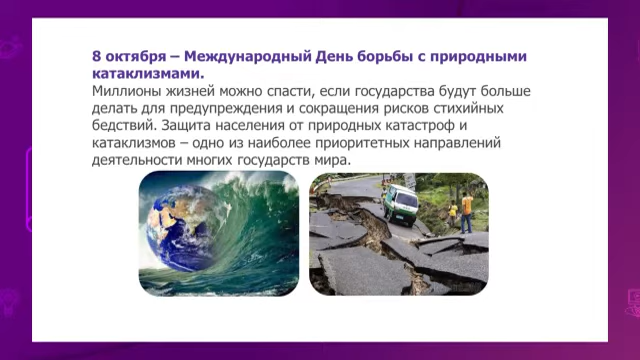 8 октября – Международный День борьбы с природными
катаклизмами.
Миллионы жизней можно спасти, если государства будут больше
делать для предупреждения и сокращения рисков стихийных
бедствий. Защита населения от природных катастроф и
катаклизмов – одно из наиболее приоритетных направлений
деятельности многих государств мира.